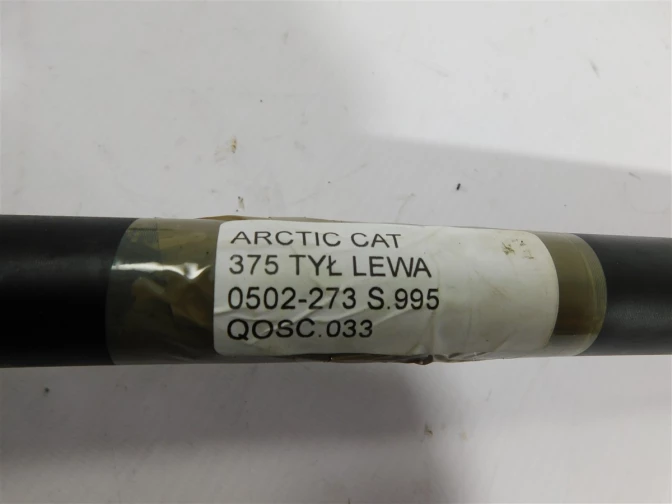 ARCTIC CAT
375 TYŁ LEWA
0502-273 S.995
QOSC.033